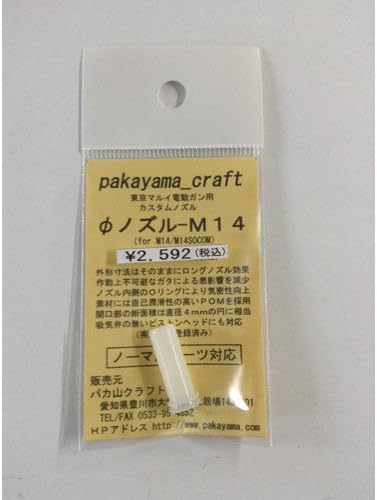 pakayama_craft
東京マルイ電動ガン用
カスタムノズル
φノズル-M14
(for M14/M14SOCOM)
¥2,592(税込)
外形寸法はそのままにロングノズル効果
作動上不可避なガタによる悪影響を減少
ノズル内側のOリングにより気密性向上
素材には自己潤滑性の高いPOMを採用
開口部の断面積は直径4mmの円に相当
吸気弁の無いピストンヘッドにも対応
登録済み)
ノーマ ーツ対応
販売元
パカ山クラフト
愛知県豊川市大
TEL/FAX 0533-95
HPアドレス http://www.pakayama.com